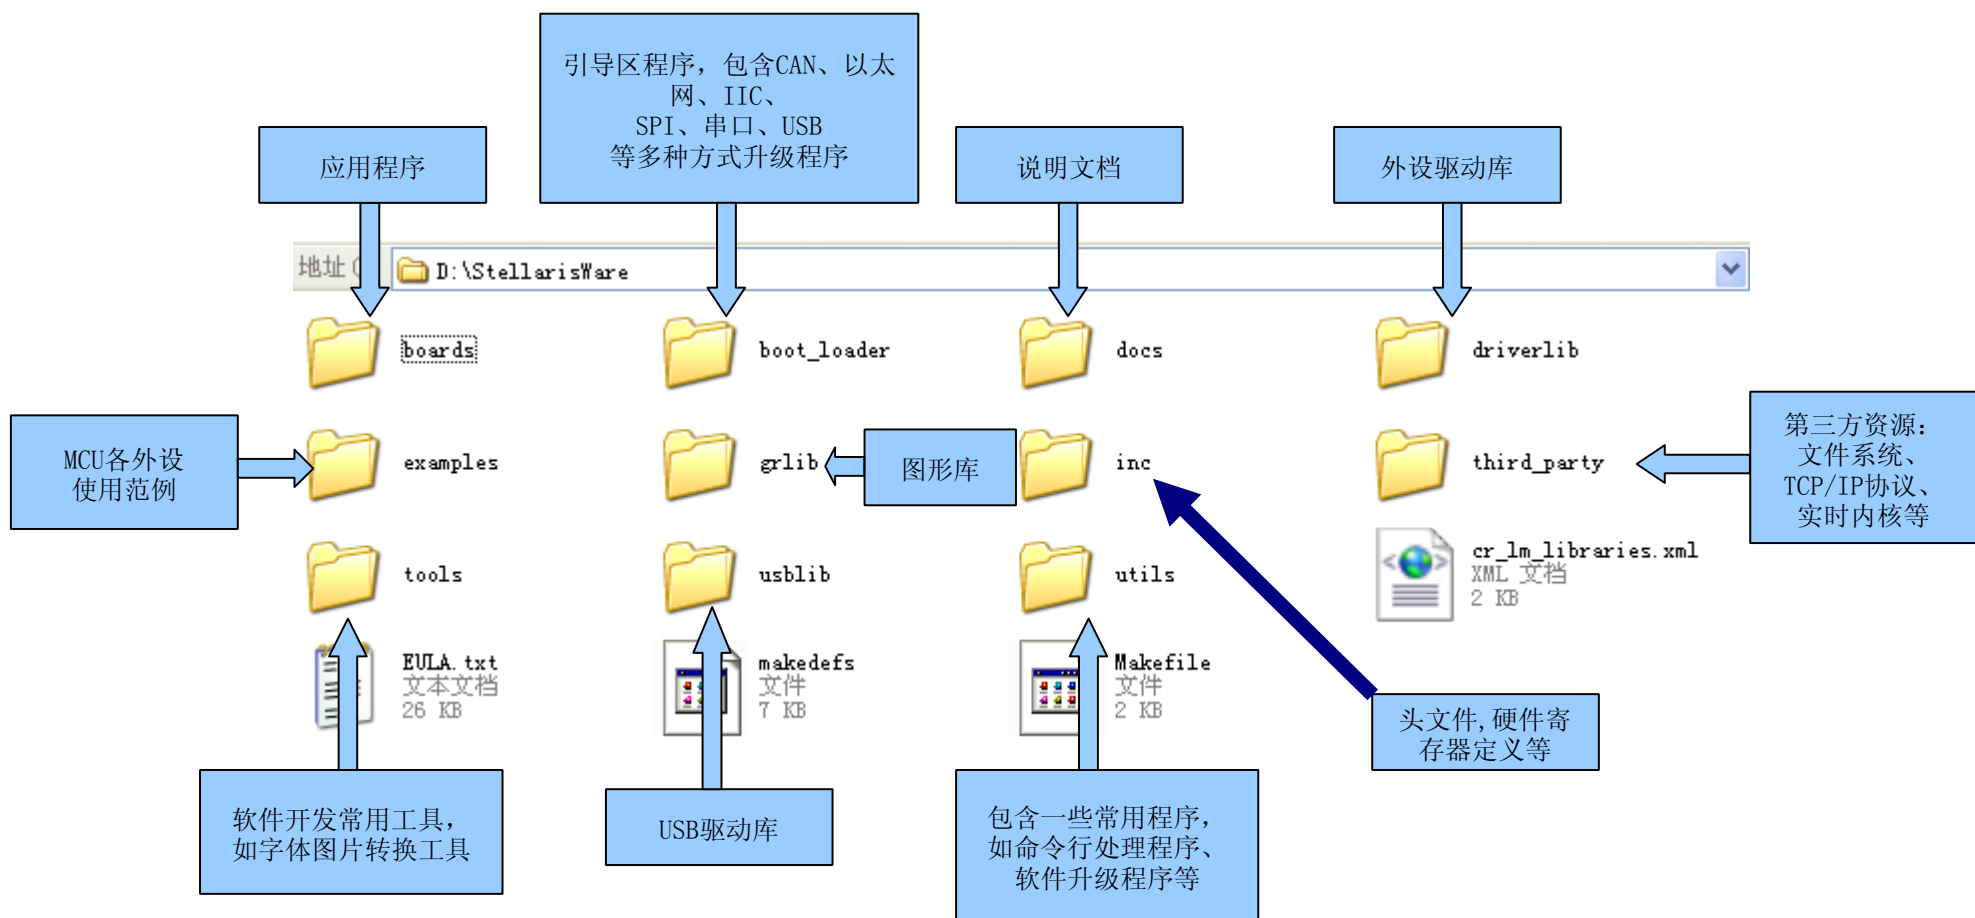 引导区程序，包含CAN、以太
网、IIC、
SPI、串口、USB
等多种方式升级程序
应用程序
说明文档
外设驱动库
地址(
D:\StellarisWare
boards
boot_loader
docs
driverlib
MCU各外设
使用范例
examples
grlib
图形库
inc
third_party
第三方资源：
文件系统、
TCP/IP协议、
实时内核等
tools
usblib
utils
cr_lm_libraries.xml
XML 文档
2 KB
EULA.txt
文本文档
26 KB
makedefs
文件
7 KB
Makefile
文件
2 KB
头文件,硬件寄
存器定义等
软件开发常用工具，
如字体图片转换工具
USB驱动库
包含一些常用程序，
如命令行处理程序、
软件升级程序等